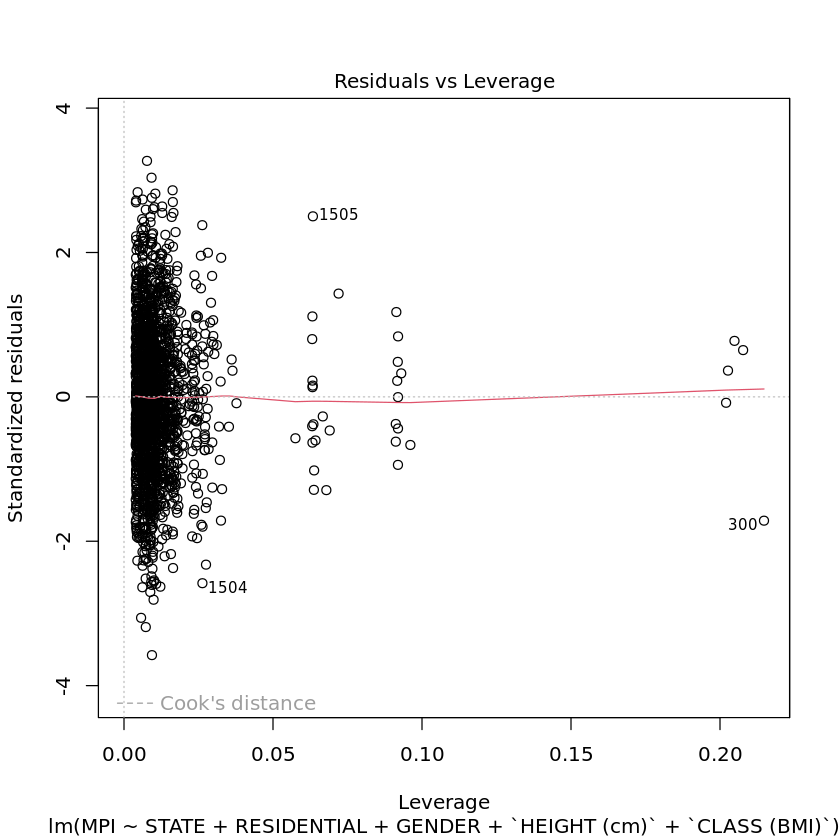 Residuals vs Leverage
4
2
0
-2
-4
Standardized residuals
1505
300
1504
Cook's distance
0.00 0.05 0.10 0.15 0.20
Leverage
lm(MPI ~ STATE + RESIDENTIAL + GENDER + `HEIGHT (cm)` + `CLASS (BMI)`)